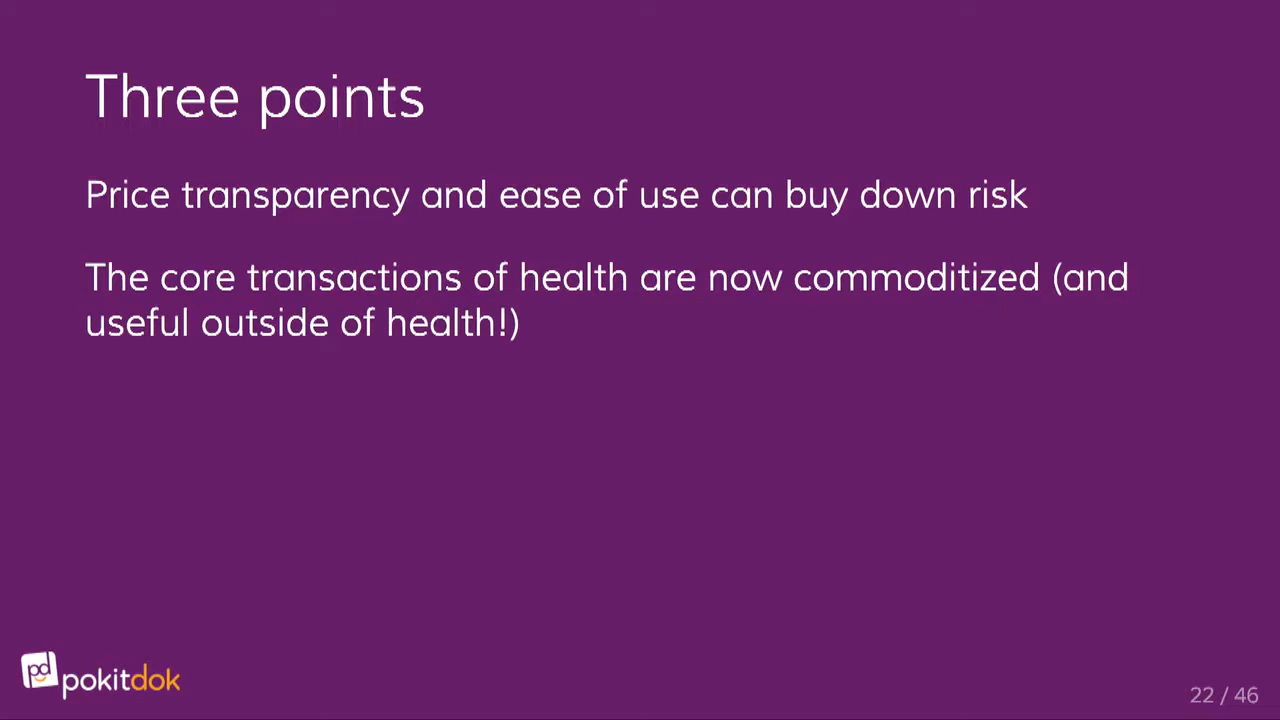 Three points
Price transparency and ease of use can buy down risk
The core transactions of health are now commoditized (and
useful outside of health!)
pd
pokitdok
22 / 46